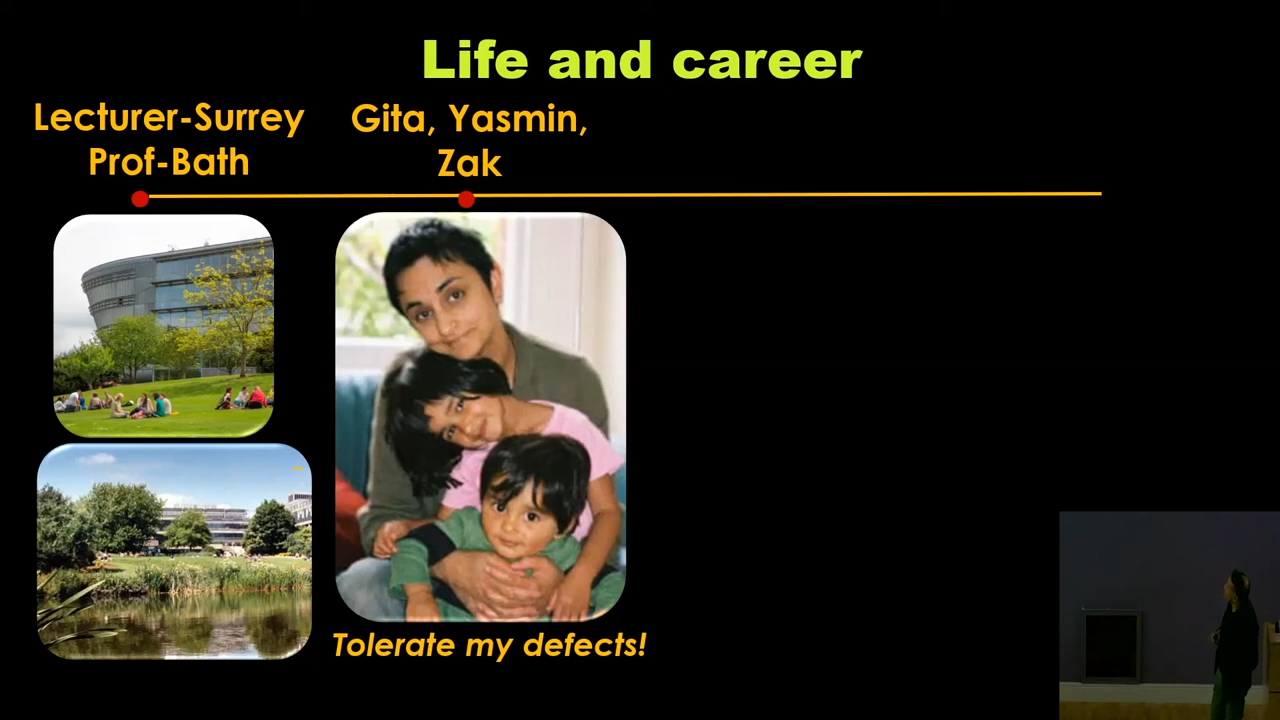 Life and career
Lecturer-Surrey
Prof-Bath
Gita, Yasmin,
Zak
Tolerate my defects!